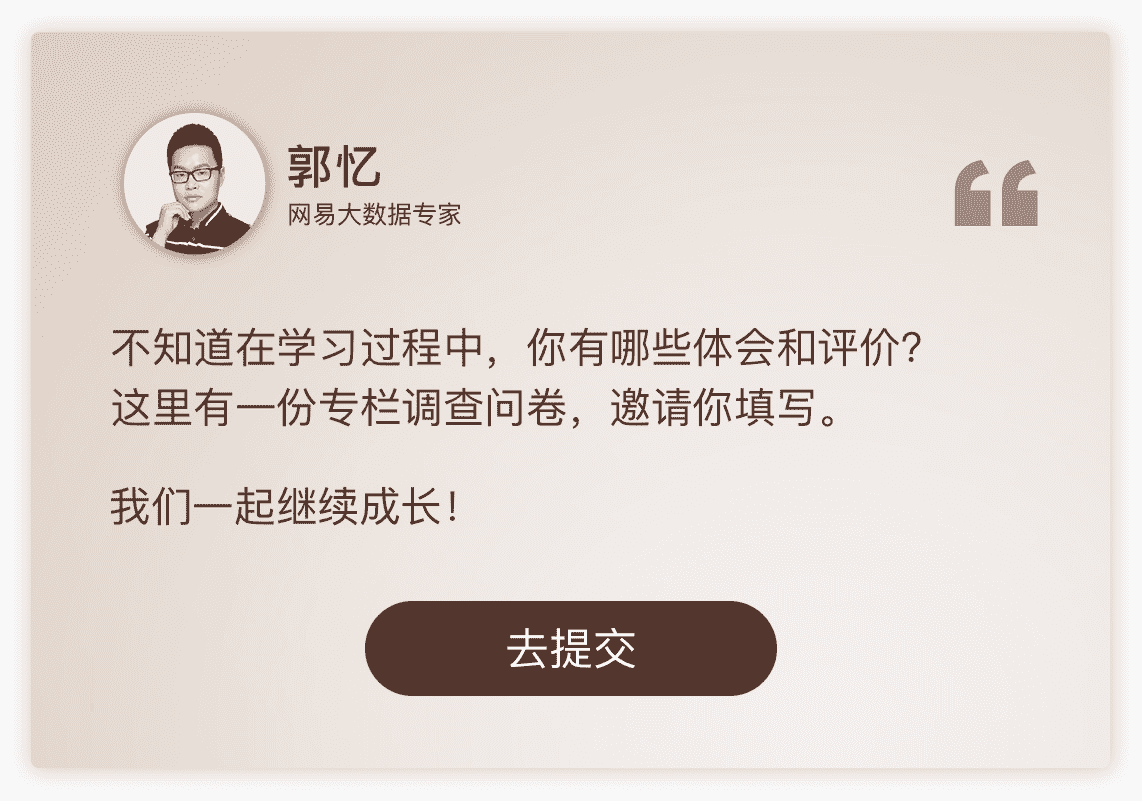 郭忆
网易大数据专家
不知道在学习过程中，你有哪些体会和评价？
这里有一份专栏调查问卷，邀请你填写。
我们一起继续成长！
去提交